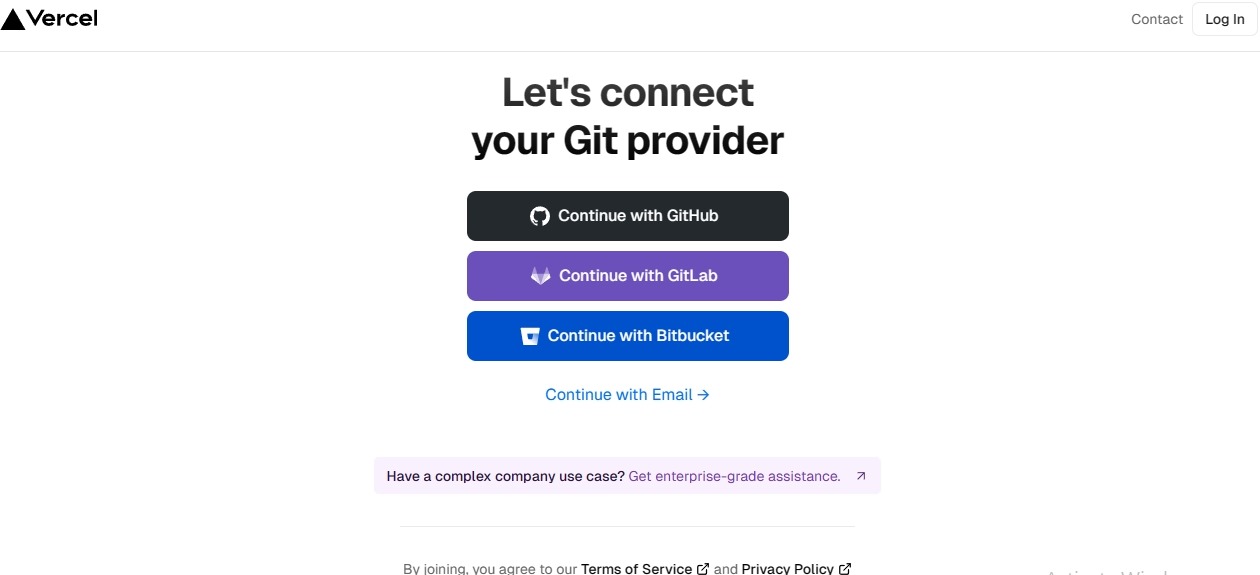 Vercel
Contact
Log In
Let's connect
your Git provider
Continue with GitHub
Continue with GitLab
Continue with Bitbucket
Continue with Email →
Have a complex company use case? Get enterprise-grade assistance.
By joining, you agree to our Terms of Service and Privacy Policy